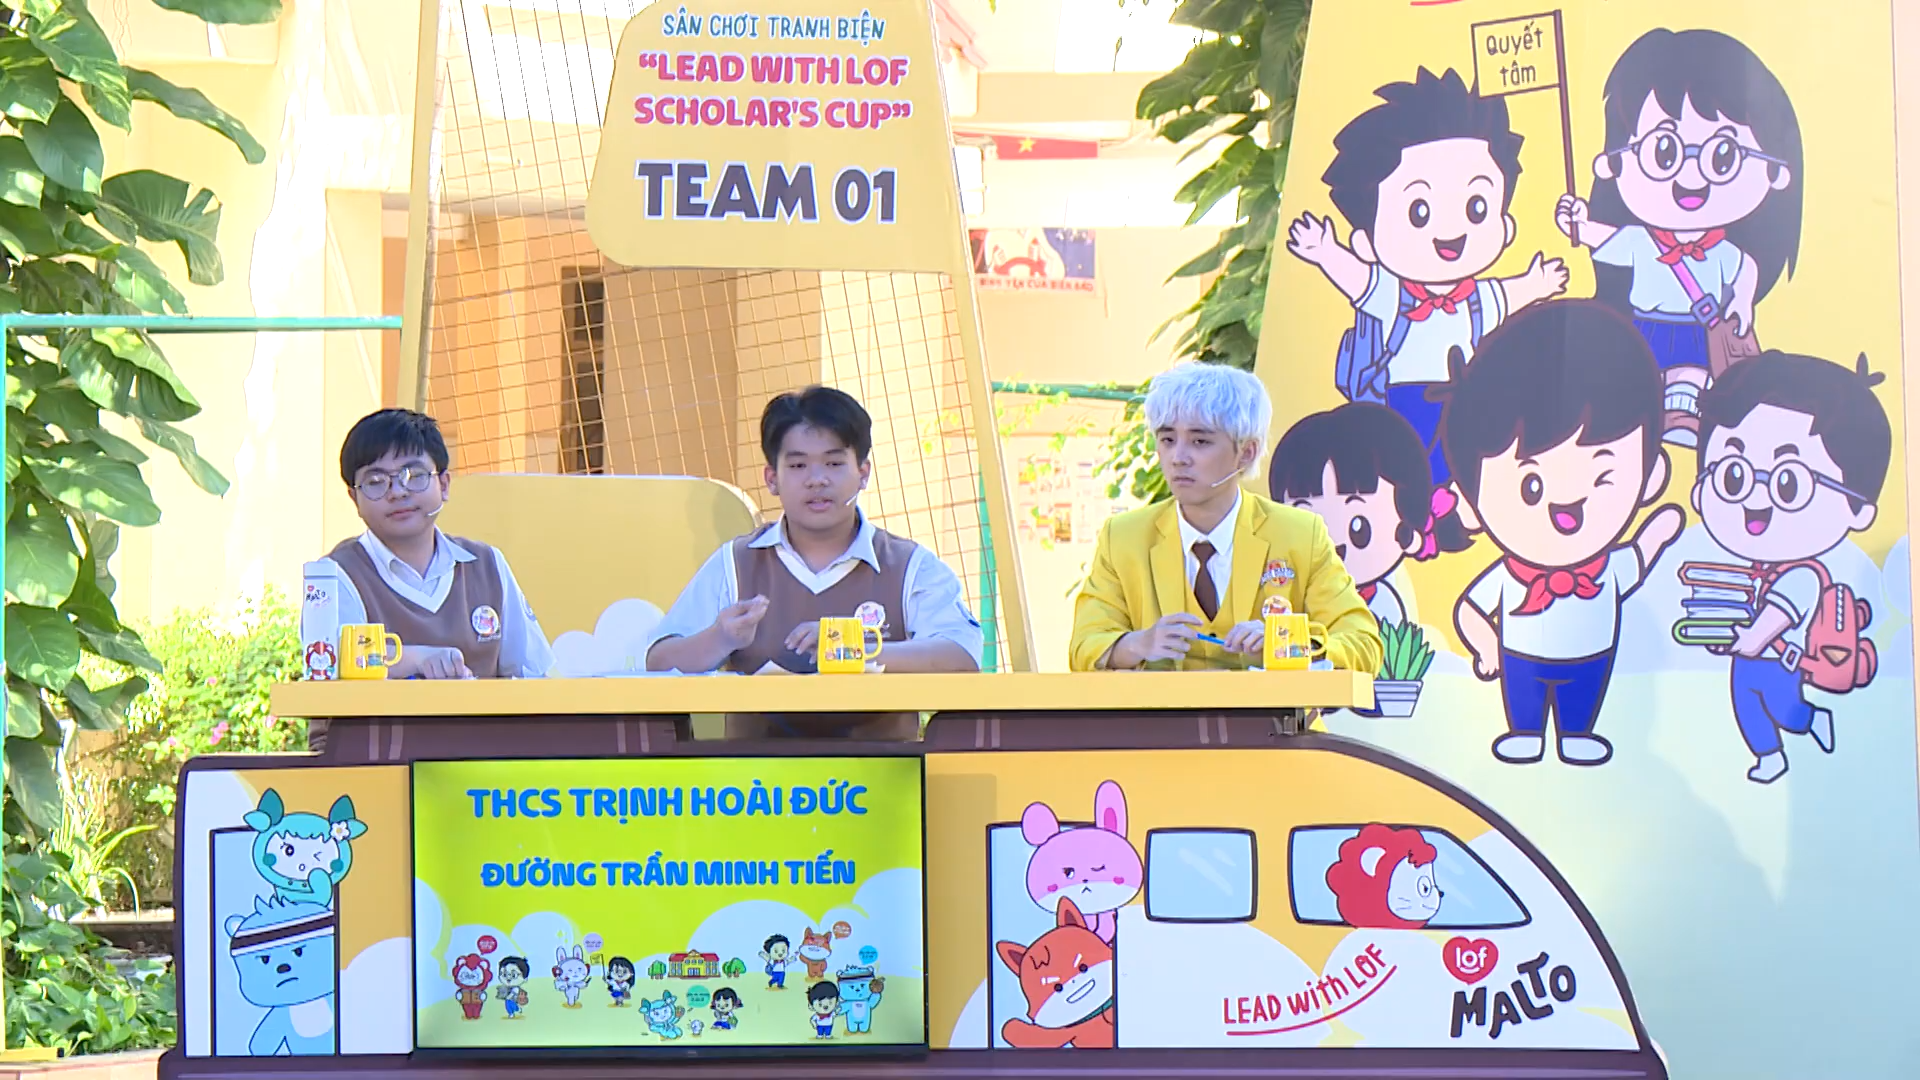 SÂN CHƠI TRANH BIỆN
“LEAD WITH LOF
SCHOLAR'S CUP”
TEAM 01
Quyết
tâm
MALTO
THCS TRỊNH HOÀI ĐỨC
ĐƯỜNG TRẦN MINH TIẾN
LEAD with LOF
lof
MALTO